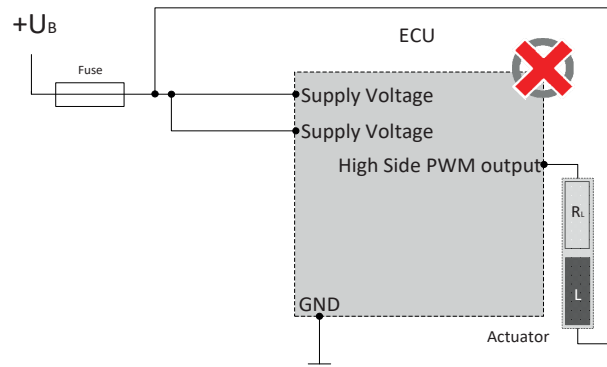 +UB
Fuse
ECU
Supply Voltage
Supply Voltage
High Side PWM output
RL
L
GND
Actuator